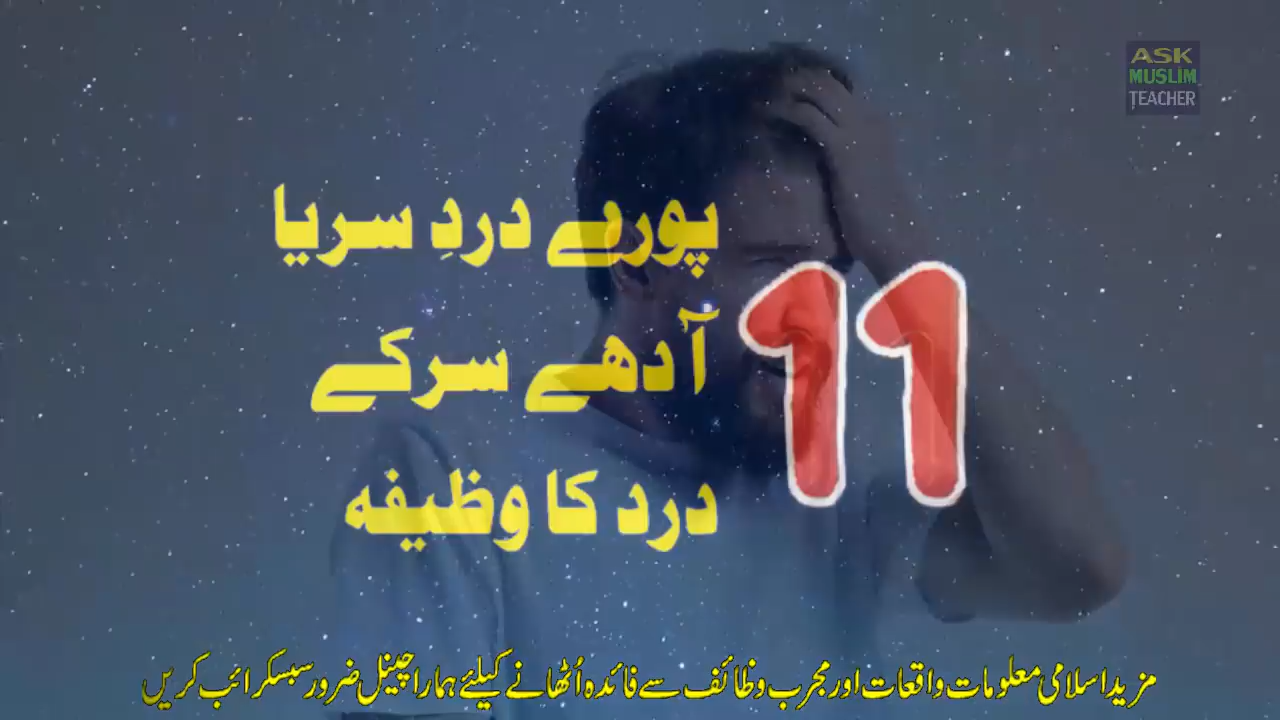 ASK
MUSLIM
TEACHER
11
پورے دردِ سر یا
آدھے سر کے
درد کا وظیفہ
مزید اسلامی معلومات واقعات اور مجرب وظائف سے فائدہ اُٹھانے کیلئے ہمارا چینل ضرور سبسکرائب کریں